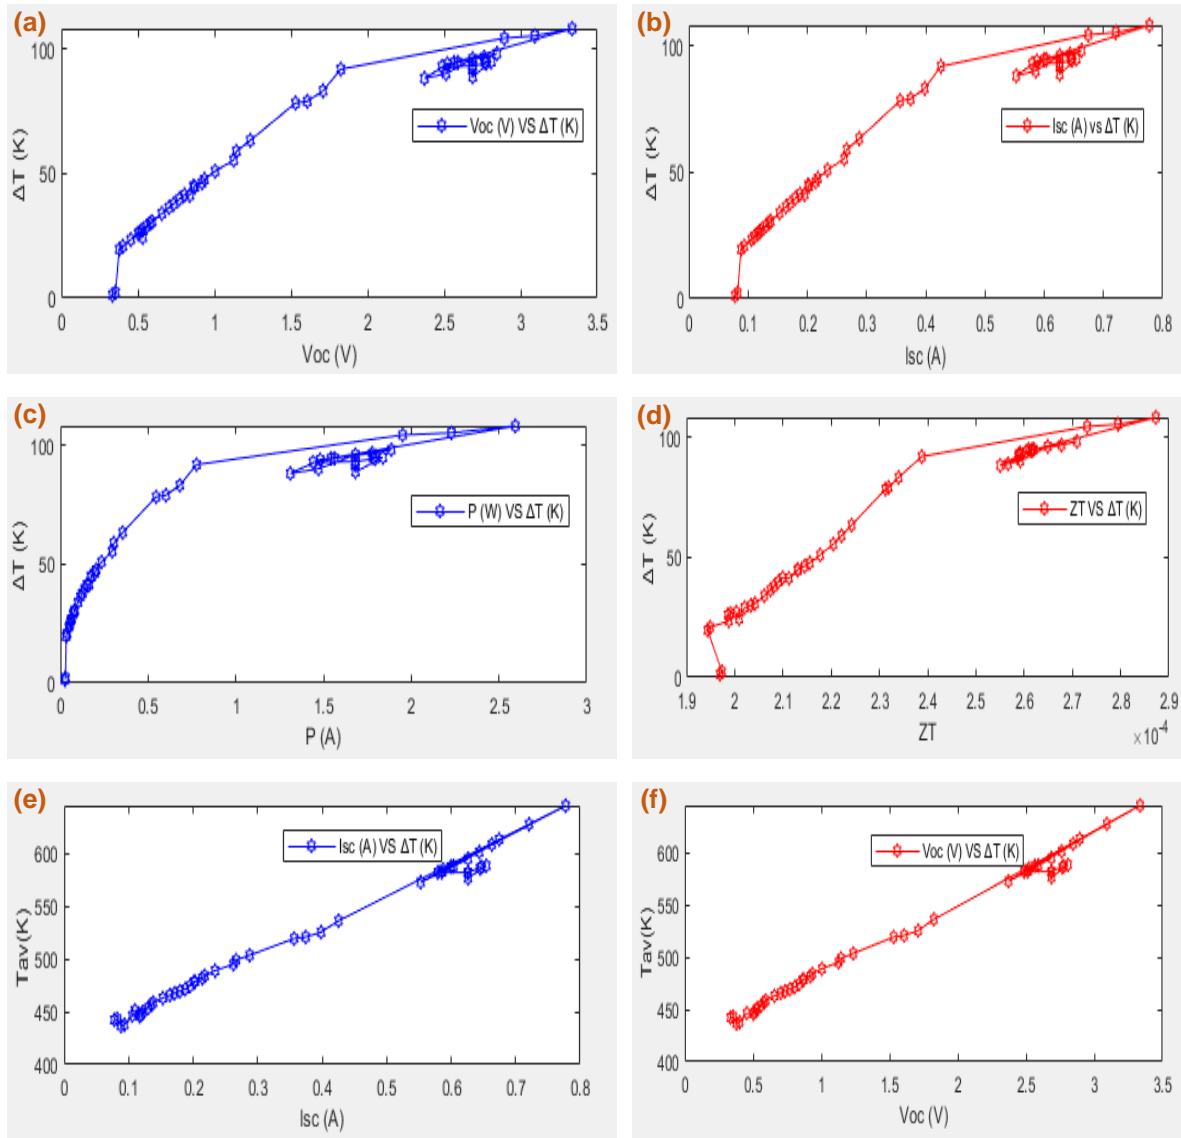 (a)
100
50
0
ΔT (K)
Voc (V) VS ΔT (K)
0 0.5 1 1.5 2 2.5 3 3.5
Voc (V)
(b)
100
50
0
ΔT (K)
Isc (A) vs ΔT (K)
0 0.1 0.2 0.3 0.4 0.5 0.6 0.7 0.8
Isc (A)
(c)
100
50
0
ΔT (K)
P (W) VS ΔT (K)
0 0.5 1 1.5 2 2.5 3
P (A)
(d)
100
50
0
ΔT (K)
ZT VS ΔT (K)
1.9 2 2.1 2.2 2.3 2.4 2.5 2.6 2.7 2.8 2.9
ZT
×10⁻⁴
(e)
600
550
500
450
400
Tav(K)
Isc (A) VS ΔT (K)
0 0.1 0.2 0.3 0.4 0.5 0.6 0.7 0.8
Isc (A)
(f)
600
550
500
450
400
Tav(K)
Voc (V) VS ΔT (K)
0 0.5 1 1.5 2 2.5 3 3.5
Voc (V)